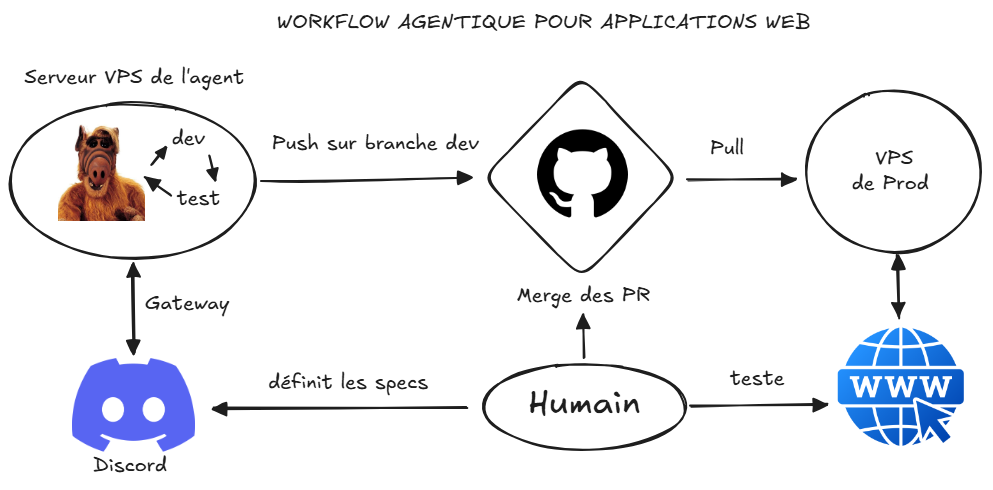 WORKFLOW AGENTIQUE POUR APPLICATIONS WEB
Serveur VPS de l'agent
dev
test
Push sur branche dev
Pull
VPS
de Prod
Gateway
Merge des PR
définit les specs
Humain
teste
WWW
Discord